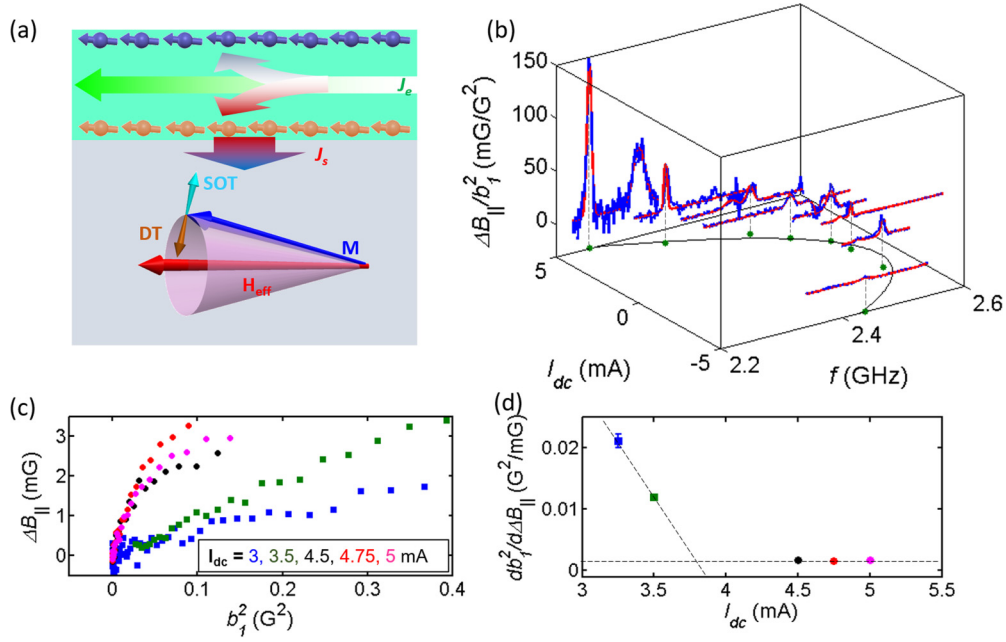 (a)
J_e
J_s
SOT
DT
M
H_eff
(b)
ΔB_||/b_1^2 (mG/G^2)
150
100
50
0
5
0
-5
I_dc (mA)
2.2
2.4
2.6
f (GHz)
(c)
ΔB_|| (mG)
3
2
1
0
I_dc = 3, 3.5, 4.5, 4.75, 5 mA
0 0.1 0.2 0.3 0.4
b_1^2 (G^2)
(d)
db_1^2/dΔB_|| (G^2/mG)
0.02
0.01
0
3 3.5 4 4.5 5 5.5
I_dc (mA)